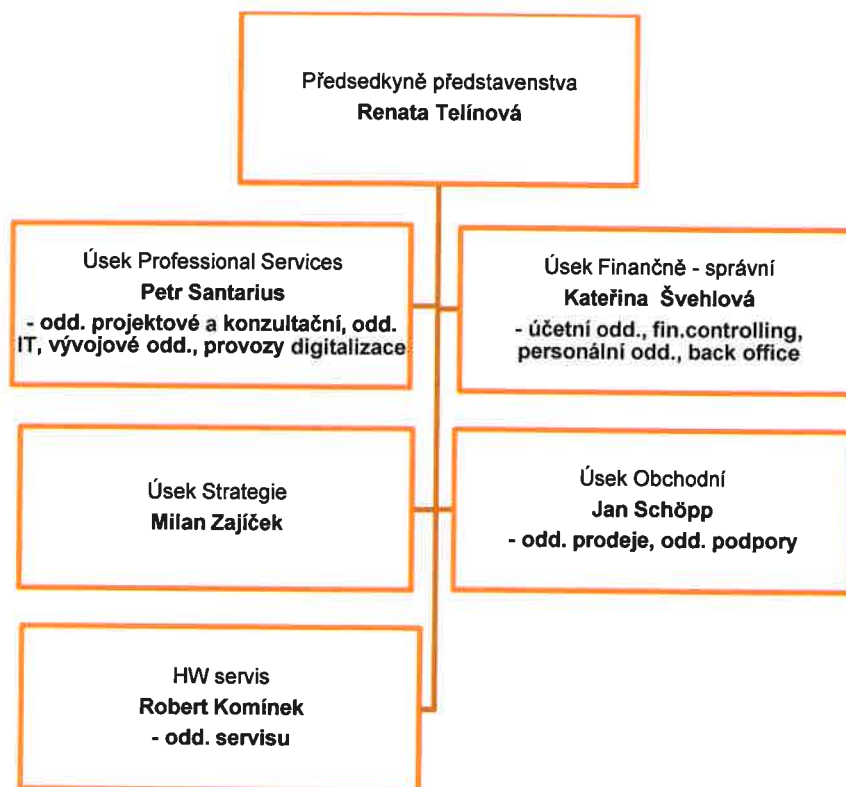 Předsedkyně představenstva
Renata Telínová
Úsek Professional Services
Petr Santarius
- odd. projektové a konzultační, odd.
IT, vývojové odd., provozy digitalizace
Úsek Finančně - správní
Kateřina Švehlová
- účetní odd., fin.controlling,
personální odd., back office
Úsek Strategie
Milan Zajíček
Úsek Obchodní
Jan Schöpp
- odd. prodeje, odd. podpory
HW servis
Robert Komínek
- odd. servisu